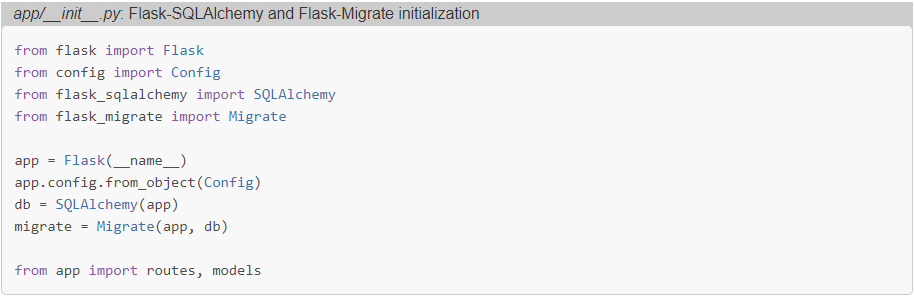 app/__init__.py: Flask-SQLAlchemy and Flask-Migrate initialization
from flask import Flask
from config import Config
from flask_sqlalchemy import SQLAlchemy
from flask_migrate import Migrate
app = Flask(__name__)
app.config.from_object(Config)
db = SQLAlchemy(app)
migrate = Migrate(app, db)
from app import routes, models